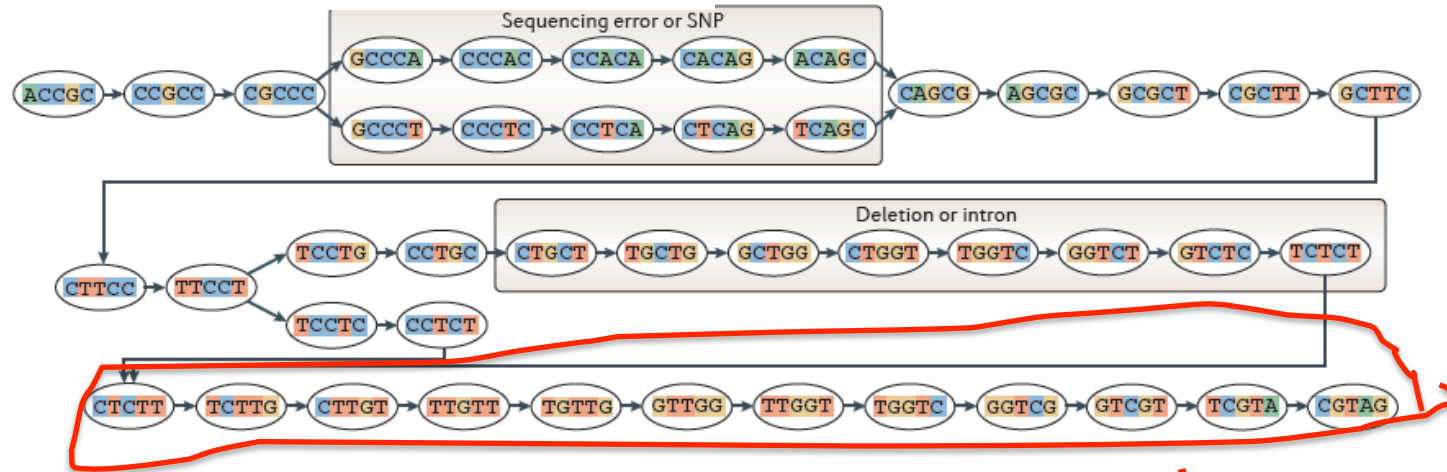 Sequencing error or SNP
GCCCA CCCAC CCACA CACAG ACAGC
ACCGC CCGCC CGCCC CAGCG AGCGC GCGCT CGCTT GCTTC
GCCCT CCCTC CCTCA CTCAG TCAGC
Deletion or intron
TCCTG CCTGC CTGCT TGCTG GCTGG CTGGT TGGTC GGTCT GTCTC TCTCT
CTTCC TTCCT
TCCTC CCTCT
CTCTT TCTTG CTTGT TTGTT TGTTG GTTGG TTGGT TGGTC GGTCG GTCGT TCGTA CGTAG